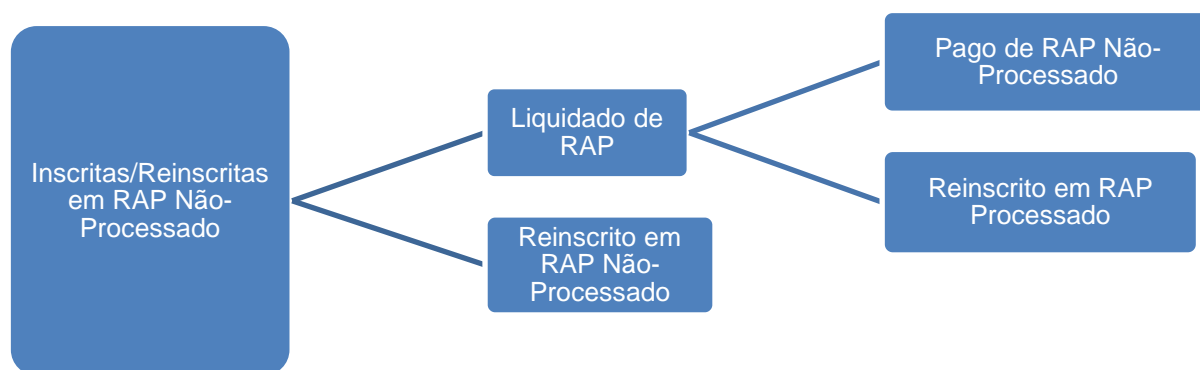 Inscritas/Reinscritas
em RAP Não-
Processado
Liquidado de
RAP
Reinscrito em
RAP Não-
Processado
Pago de RAP Não-
Processado
Reinscrito em RAP
Processado